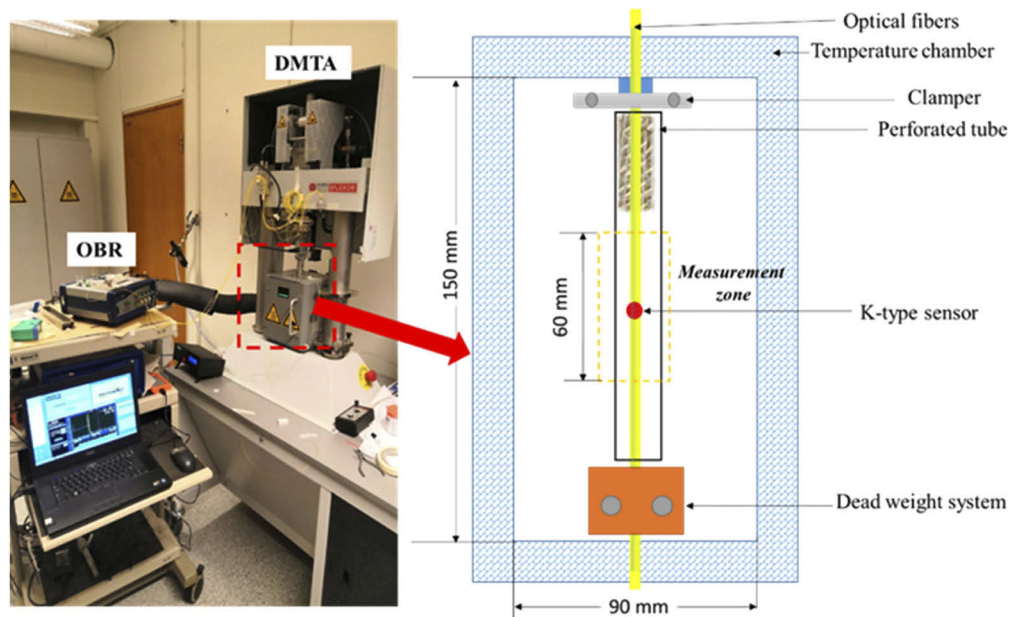 DMTA
OBR
Optical fibers
Temperature chamber
Clamper
Perforated tube
150 mm
60 mm
Measurement
zone
K-type sensor
Dead weight system
90 mm